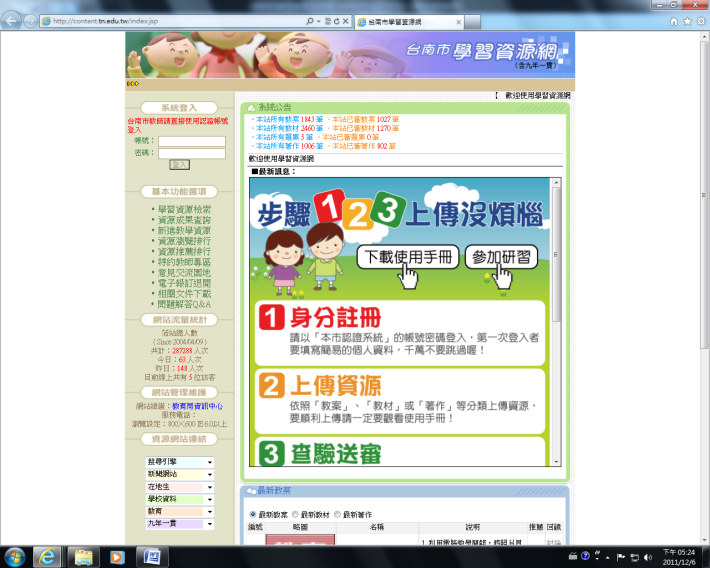 http://content.tn.edu.tw/index.jsp
台南市學習資源網
台南市 學習資源網
(含九年一貫)
【 歡迎使用學習資源網
系統登入
台南市教師請直接使用認證帳號登入
帳號：
密碼：
登入
基本功能選項
學習資源檢索
資源成果查詢
新進教學資源
資源瀏覽排行
資源推薦排行
特約教師專區
意見交流園地
電子報訂退閱
相關文件下載
問題解答Q&A
網站流量統計
( Since 2004/04/09 )
共計：287288 人次
今日：63 人次
昨日：148 人次
目前線上共有 5 位訪客
網站管理維護
網站維護：教育局資訊中心
服務電話：
瀏覽設定：800×600 IE6.0以上
資源網站連結
搜尋引擎
新聞網站
在地生
學校資料
教育
九年一貫
系統公告
・本站所有教案 1843 筆 ・本站已審教案 1027 筆
・本站所有教材 2460 筆 ・本站已審教材 1270 筆
・本站所有題庫 5 筆 ・本站已審題庫 0 筆
・本站所有著作 1006 筆 ・本站已審著作 802 筆
歡迎使用學習資源網
■最新訊息：
步驟123上傳沒煩惱
下載使用手冊
參加研習
1 身分註冊
請以「本市認證系統」的帳號密碼登入，第一次登入者
要填寫簡易的個人資料，千萬不要跳過喔！
2 上傳資源
依照「教案」、「教材」或「著作」等分類上傳資源，
要順利上傳請一定要觀看使用手冊！
3 查驗送審
最新教案
最新教案 最新教材 最新著作
編號 略圖 名稱 說明 推薦 回饋
下午 05:24
2011/12/6